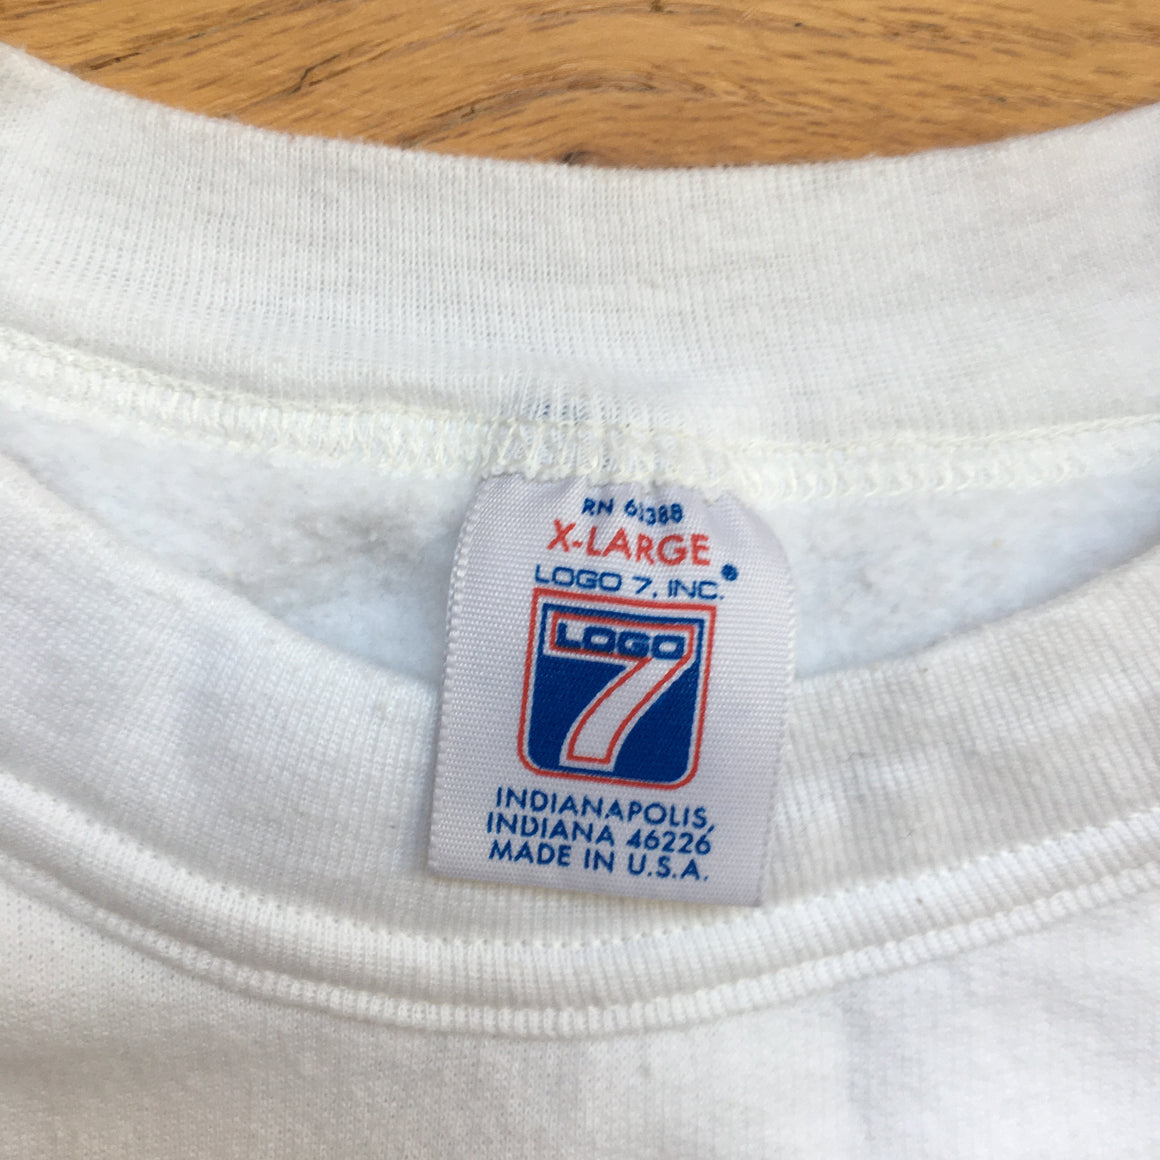 RN 61388
X-LARGE
LOGO 7, INC.®
LOGO
7
INDIANAPOLIS,
INDIANA 46226
MADE IN U.S.A.